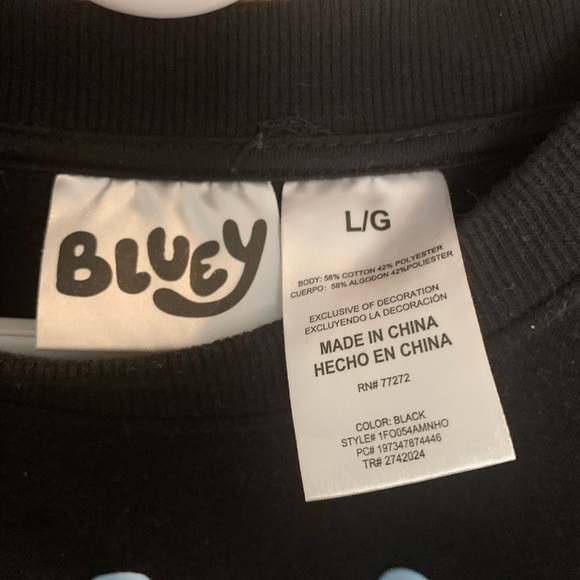 BLUEY
L/G
BODY: 58% COTTON 42% POLYESTER
CUERPO: 58% ALGODON 42%POLIESTER
EXCLUSIVE OF DECORATION
EXCLUYENDO LA DECORACIÓN
MADE IN CHINA
HECHO EN CHINA
RN# 77272
COLOR: BLACK
STYLE# 1FO054AMNHO
PC# 197347874446
TR# 2742024